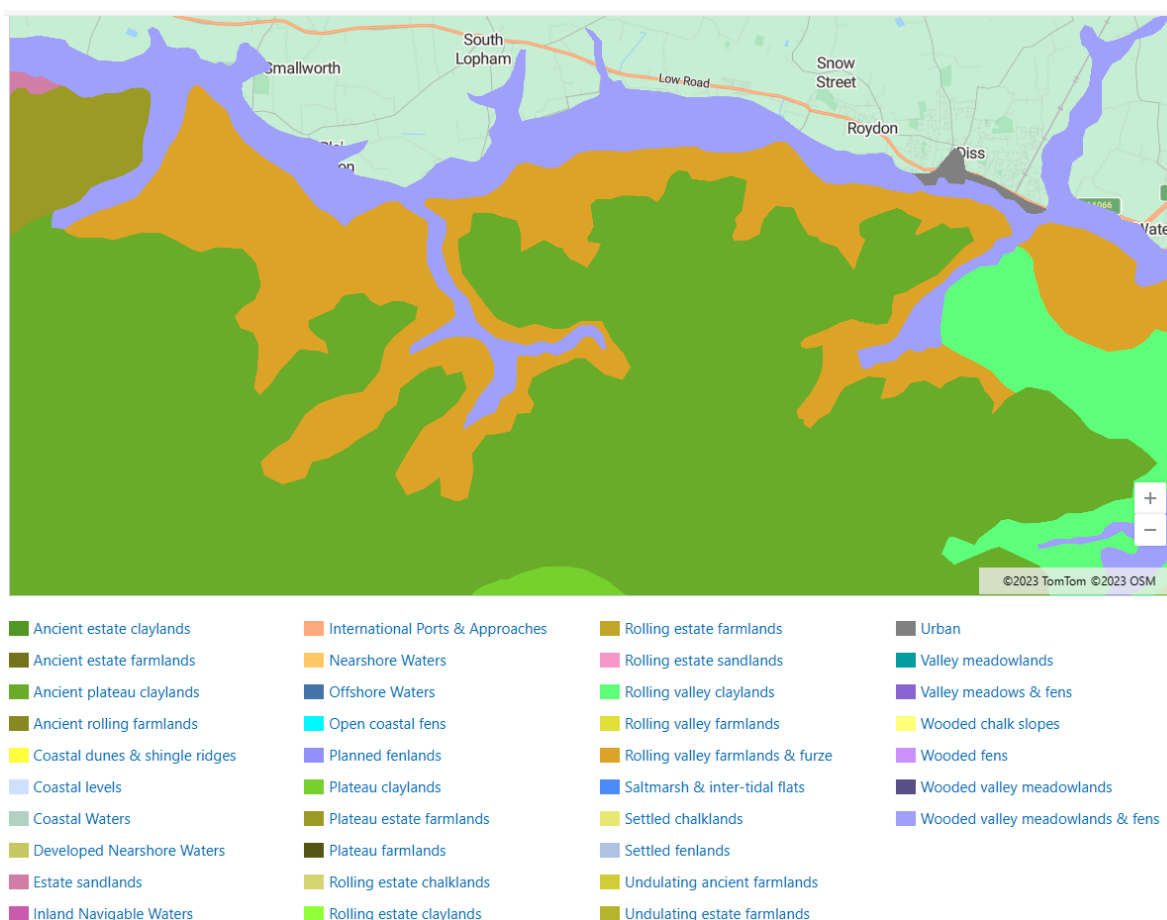 South
Lopham
Smallworth
Low Road
Snow
Street
Roydon
Diss
A1066
+
−
©2023 TomTom ©2023 OSM
Ancient estate claylands
Ancient estate farmlands
Ancient plateau claylands
Ancient rolling farmlands
Coastal dunes & shingle ridges
Coastal levels
Coastal Waters
Developed Nearshore Waters
Estate sandlands
Inland Navigable Waters
International Ports & Approaches
Nearshore Waters
Offshore Waters
Open coastal fens
Planned fenlands
Plateau claylands
Plateau estate farmlands
Plateau farmlands
Rolling estate chalklands
Rolling estate claylands
Rolling estate farmlands
Rolling estate sandlands
Rolling valley claylands
Rolling valley farmlands
Rolling valley farmlands & furze
Saltmarsh & inter-tidal flats
Settled chalklands
Settled fenlands
Undulating ancient farmlands
Undulating estate farmlands
Urban
Valley meadowlands
Valley meadows & fens
Wooded chalk slopes
Wooded fens
Wooded valley meadowlands
Wooded valley meadowlands & fens